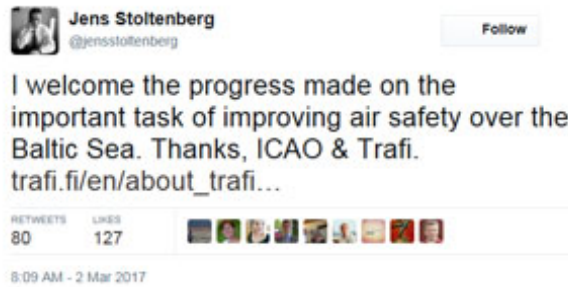 Jens Stoltenberg
@jensstoltenberg
Follow
I welcome the progress made on the
important task of improving air safety over the
Baltic Sea. Thanks, ICAO & Trafi.
trafi.fi/en/about_trafi...
RETWEETS LIKES
80 127
8:09 AM - 2 Mar 2017